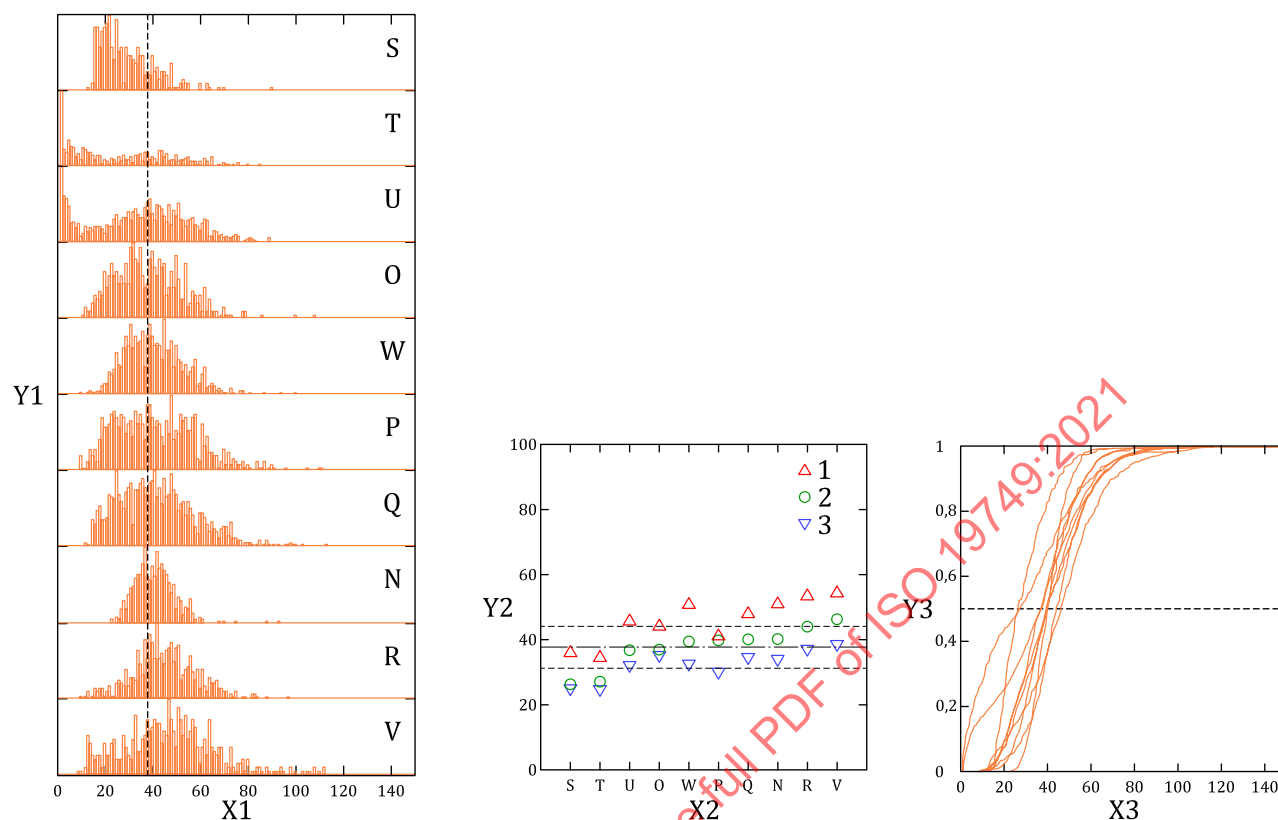 S
T
U
O
W
P
Q
N
R
V
Y1
0 20 40 60 80 100 120 140
X1
100
80
60
40
20
0
Y2
1
2
3
S T U O W P Q N R V
X2
1
0,8
0,6
0,4
0,2
0
Y3
0 20 40 60 80 100 120 140
X3
full PDF of ISO 19749:2021